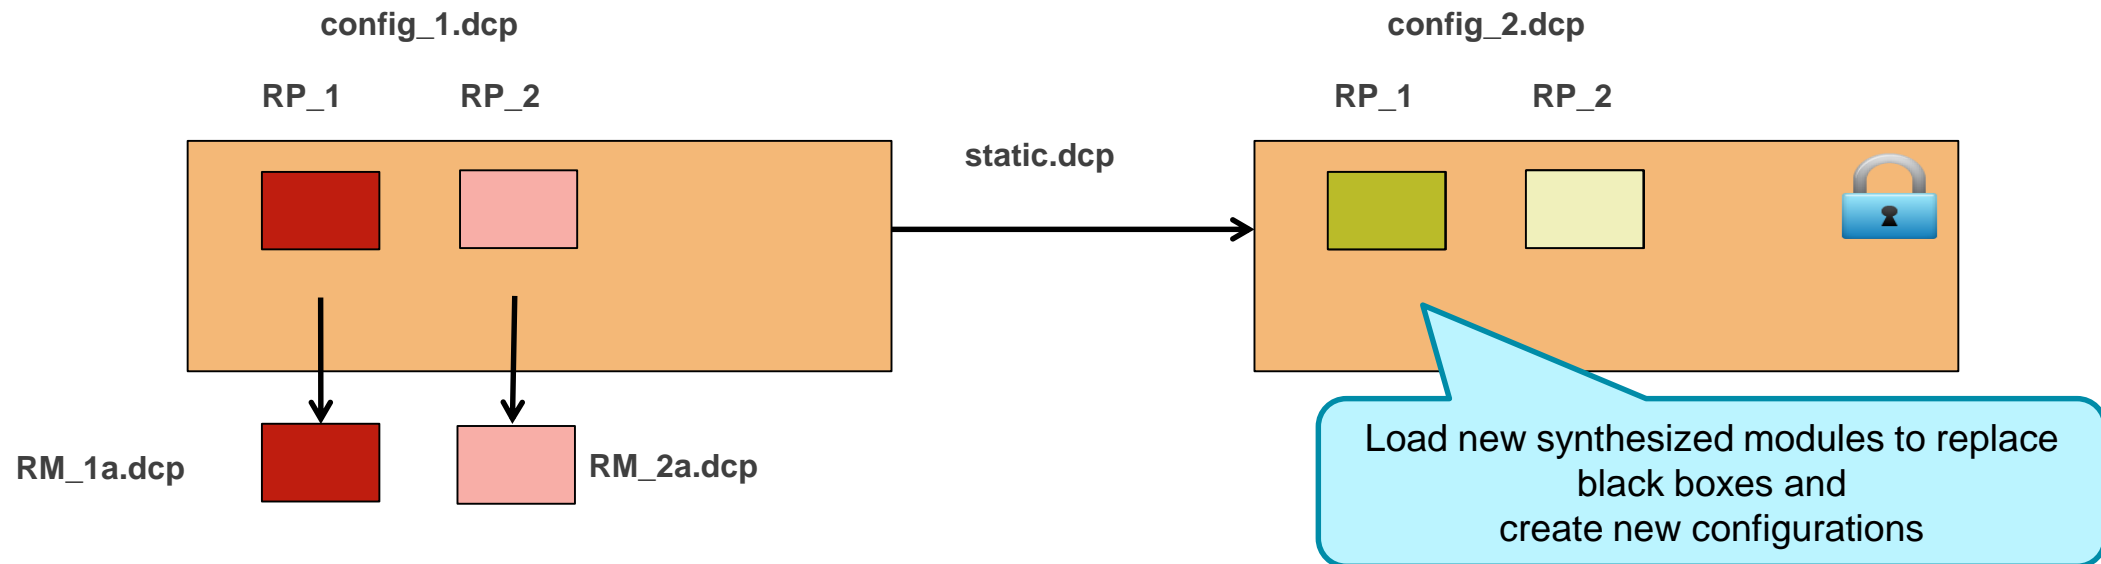 config_1.dcp
config_2.dcp
RP_1
RP_2
RP_1
RP_2
static.dcp
RM_1a.dcp
RM_2a.dcp
Load new synthesized modules to replace
black boxes and
create new configurations